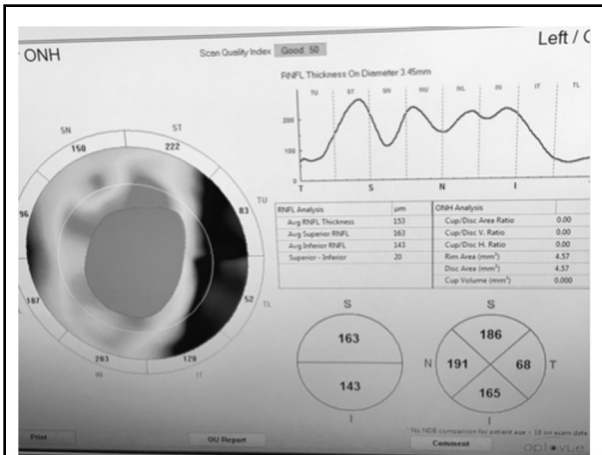 ONH
Scan Quality Index Good 50
Left /
RNFL Thickness On Diameter 3.45mm
TU ST SN NU NL IN IT TL
200
100
0
T S N I
SN ST
150 222
96 83 TU
187 52 TL
203 128
IN IT
RNFL Analysis µm
Avg RNFL Thickness 153
Avg Superior RNFL 163
Avg Inferior RNFL 143
Superior - Inferior 20
ONH Analysis
Cup/Disc Area Ratio 0.00
Cup/Disc V. Ratio 0.00
Cup/Disc H. Ratio 0.00
Rim Area (mm²) 4.57
Disc Area (mm²) 4.57
Cup Volume (mm³) 0.000
S
163
143
I
S
186
N 191 68 T
165
I
* No NDB comparison for patient age < 18 on exam date
Print OU Report Comment optovue